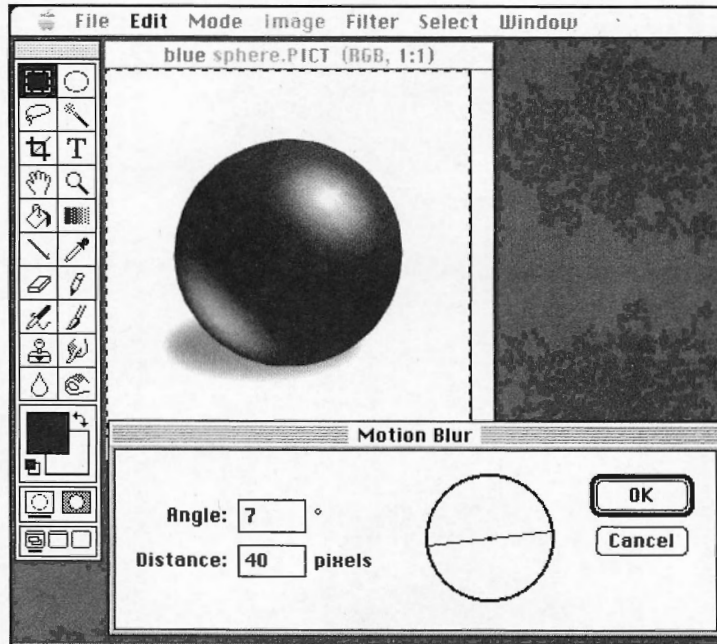 File Edit Mode Image Filter Select Window
blue sphere.PICT (RGB, 1:1)
T
Motion Blur
Angle: 7 °
OK
Distance: 40 pixels
Cancel